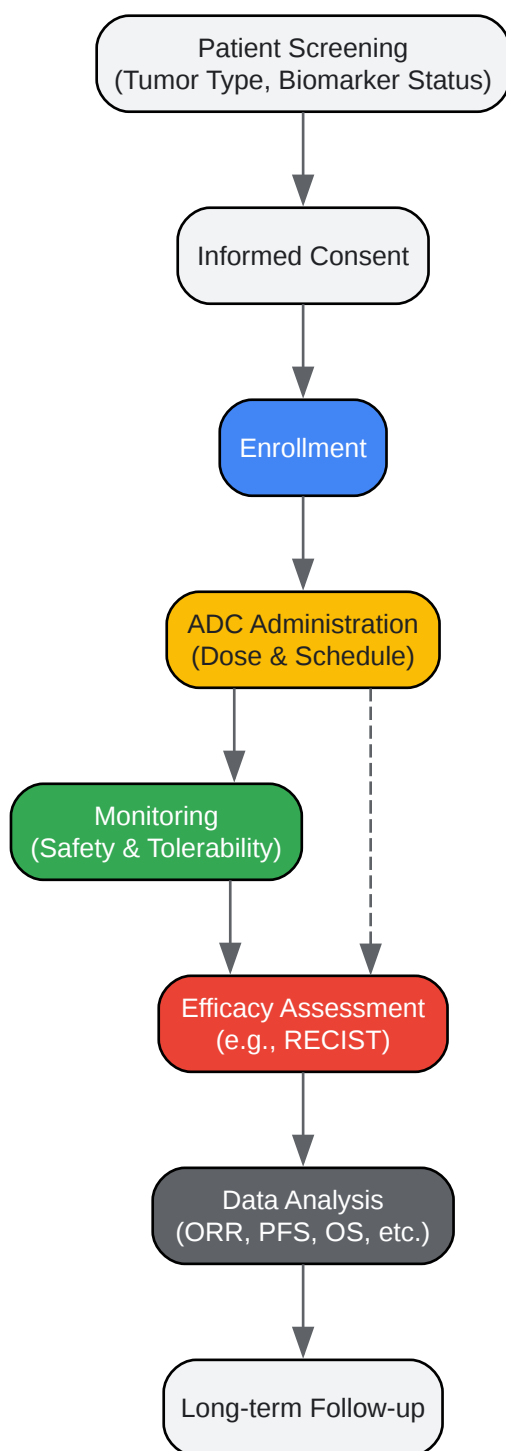 Patient Screening
(Tumor Type, Biomarker Status)
Informed Consent
Enrollment
ADC Administration
(Dose & Schedule)
Monitoring
(Safety & Tolerability)
Efficacy Assessment
(e.g., RECIST)
Data Analysis
(ORR, PFS, OS, etc.)
Long-term Follow-up